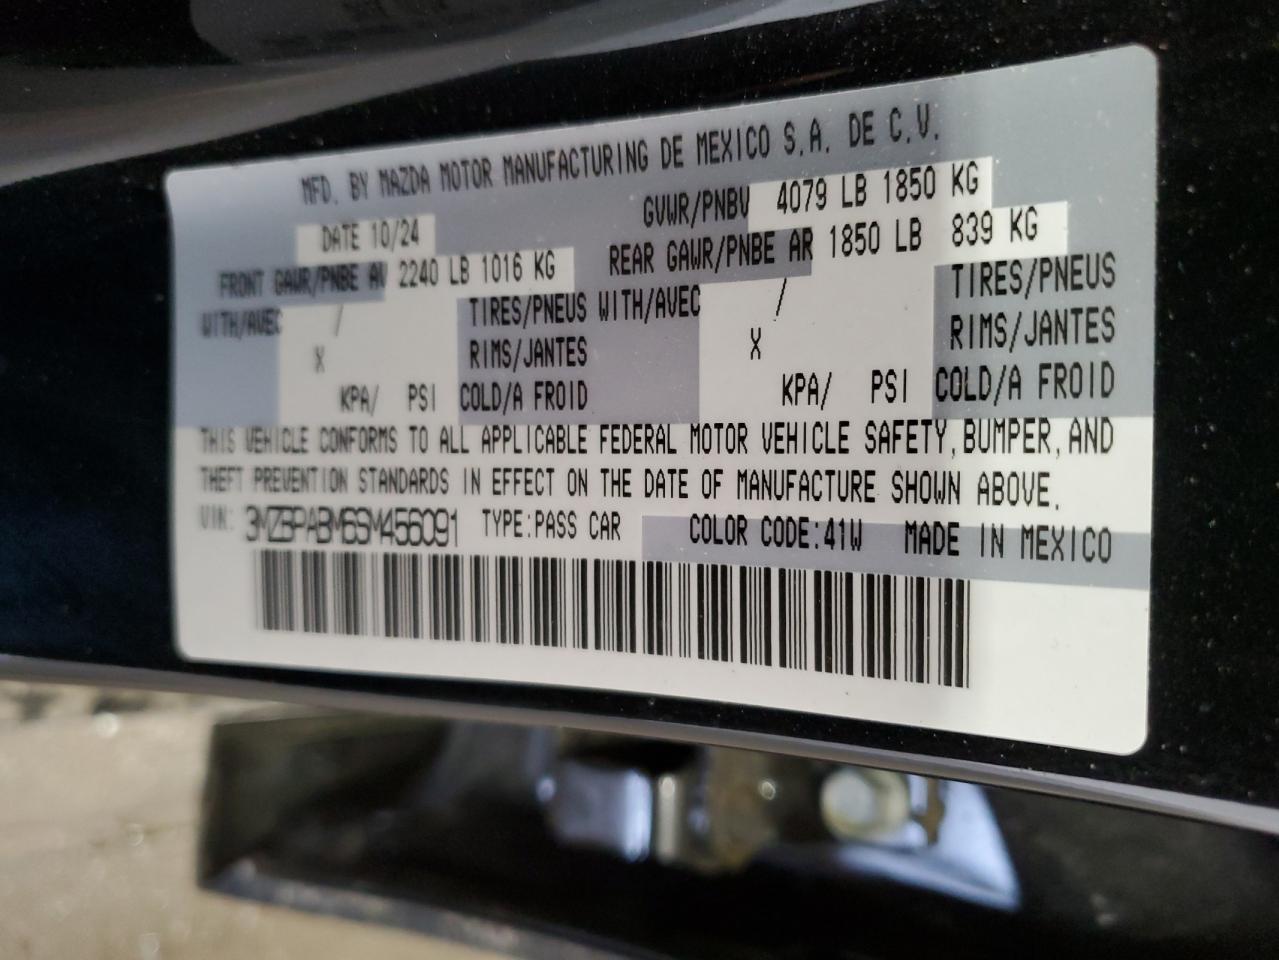 MFD. BY MAZDA MOTOR MANUFACTURING DE MEXICO S.A. DE C.V.
DATE 10/24 GVWR/PNBV 4079 LB 1850 KG
FRONT GAWR/PNBE AV 2240 LB 1016 KG REAR GAWR/PNBE AR 1850 LB 839 KG
WITH/AVEC / TIRES/PNEUS WITH/AVEC / TIRES/PNEUS
X RIMS/JANTES X RIMS/JANTES
KPA/ PSI COLD/A FROID KPA/ PSI COLD/A FROID
THIS VEHICLE CONFORMS TO ALL APPLICABLE FEDERAL MOTOR VEHICLE SAFETY, BUMPER, AND
THEFT PREVENTION STANDARDS IN EFFECT ON THE DATE OF MANUFACTURE SHOWN ABOVE.
VIN: 3MZBPABM6SM456091 TYPE:PASS CAR COLOR CODE:41W MADE IN MEXICO